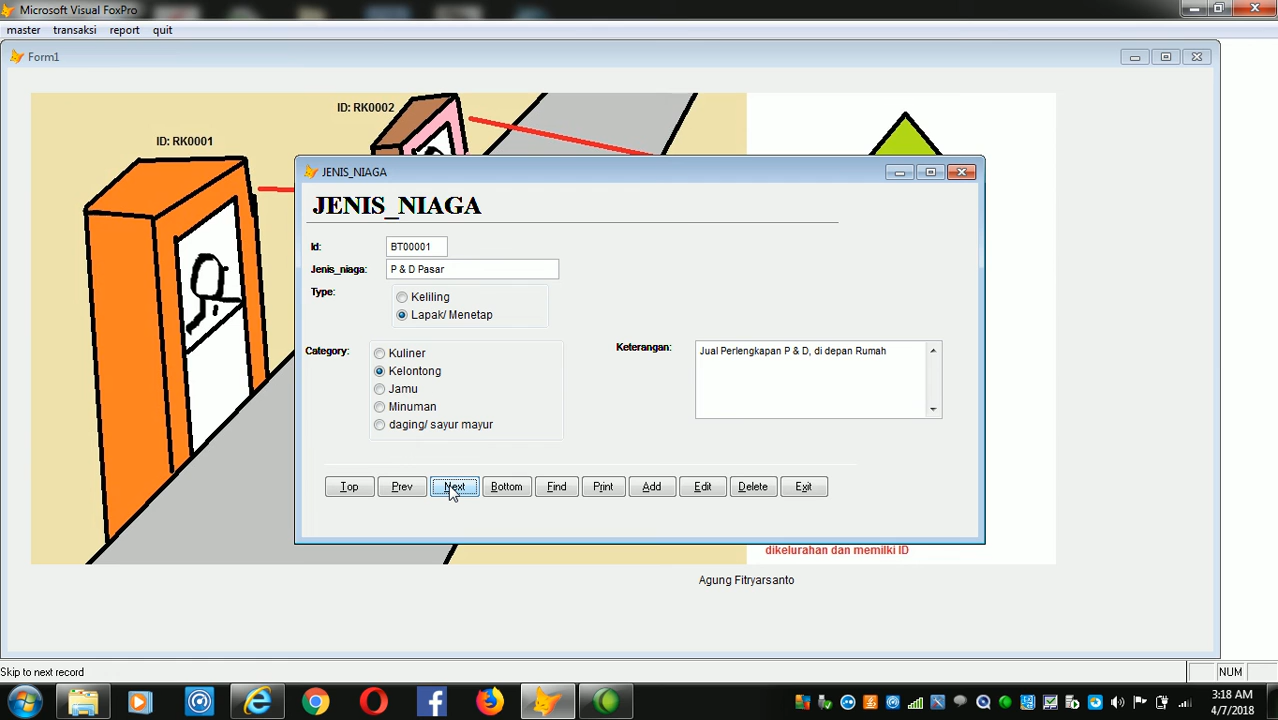 Microsoft Visual FoxPro
master transaksi report quit
Form1
ID: RK0002
ID: RK0001
JENIS_NIAGA
JENIS_NIAGA
Id: BT00001
Jenis_niaga: P & D Pasar
Type:
Keliling
Lapak/ Menetap
Category:
Kuliner
Kelontong
Jamu
Minuman
daging/ sayur mayur
Keterangan: Jual Perlengkapan P & D, di depan Rumah
Top Prev Next Bottom Find Print Add Edit Delete Exit
dikelurahan dan memilki ID
Agung Fitryarsanto
Skip to next record
NUM
3:18 AM
4/7/2018